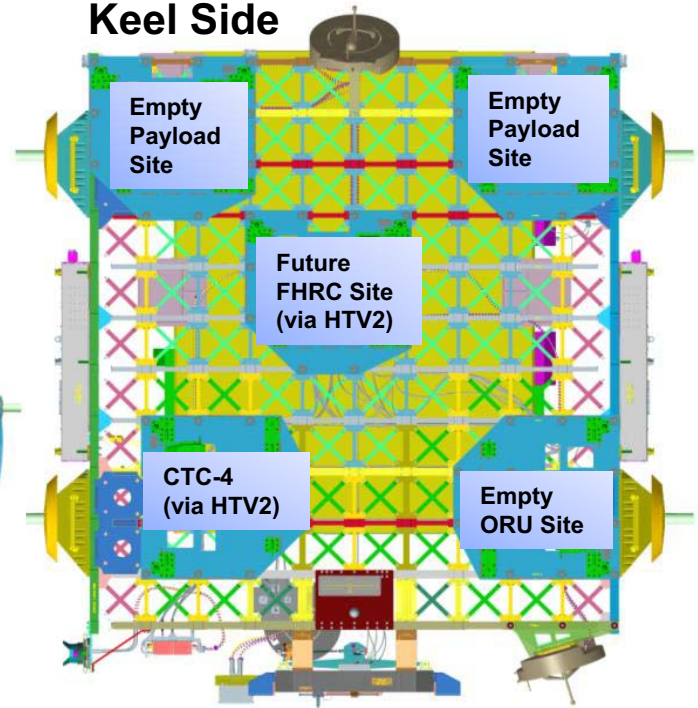 Keel Side
Empty
Payload
Site
Empty
Payload
Site
Future
FHRC Site
(via HTV2)
CTC-4
(via HTV2)
Empty
ORU Site